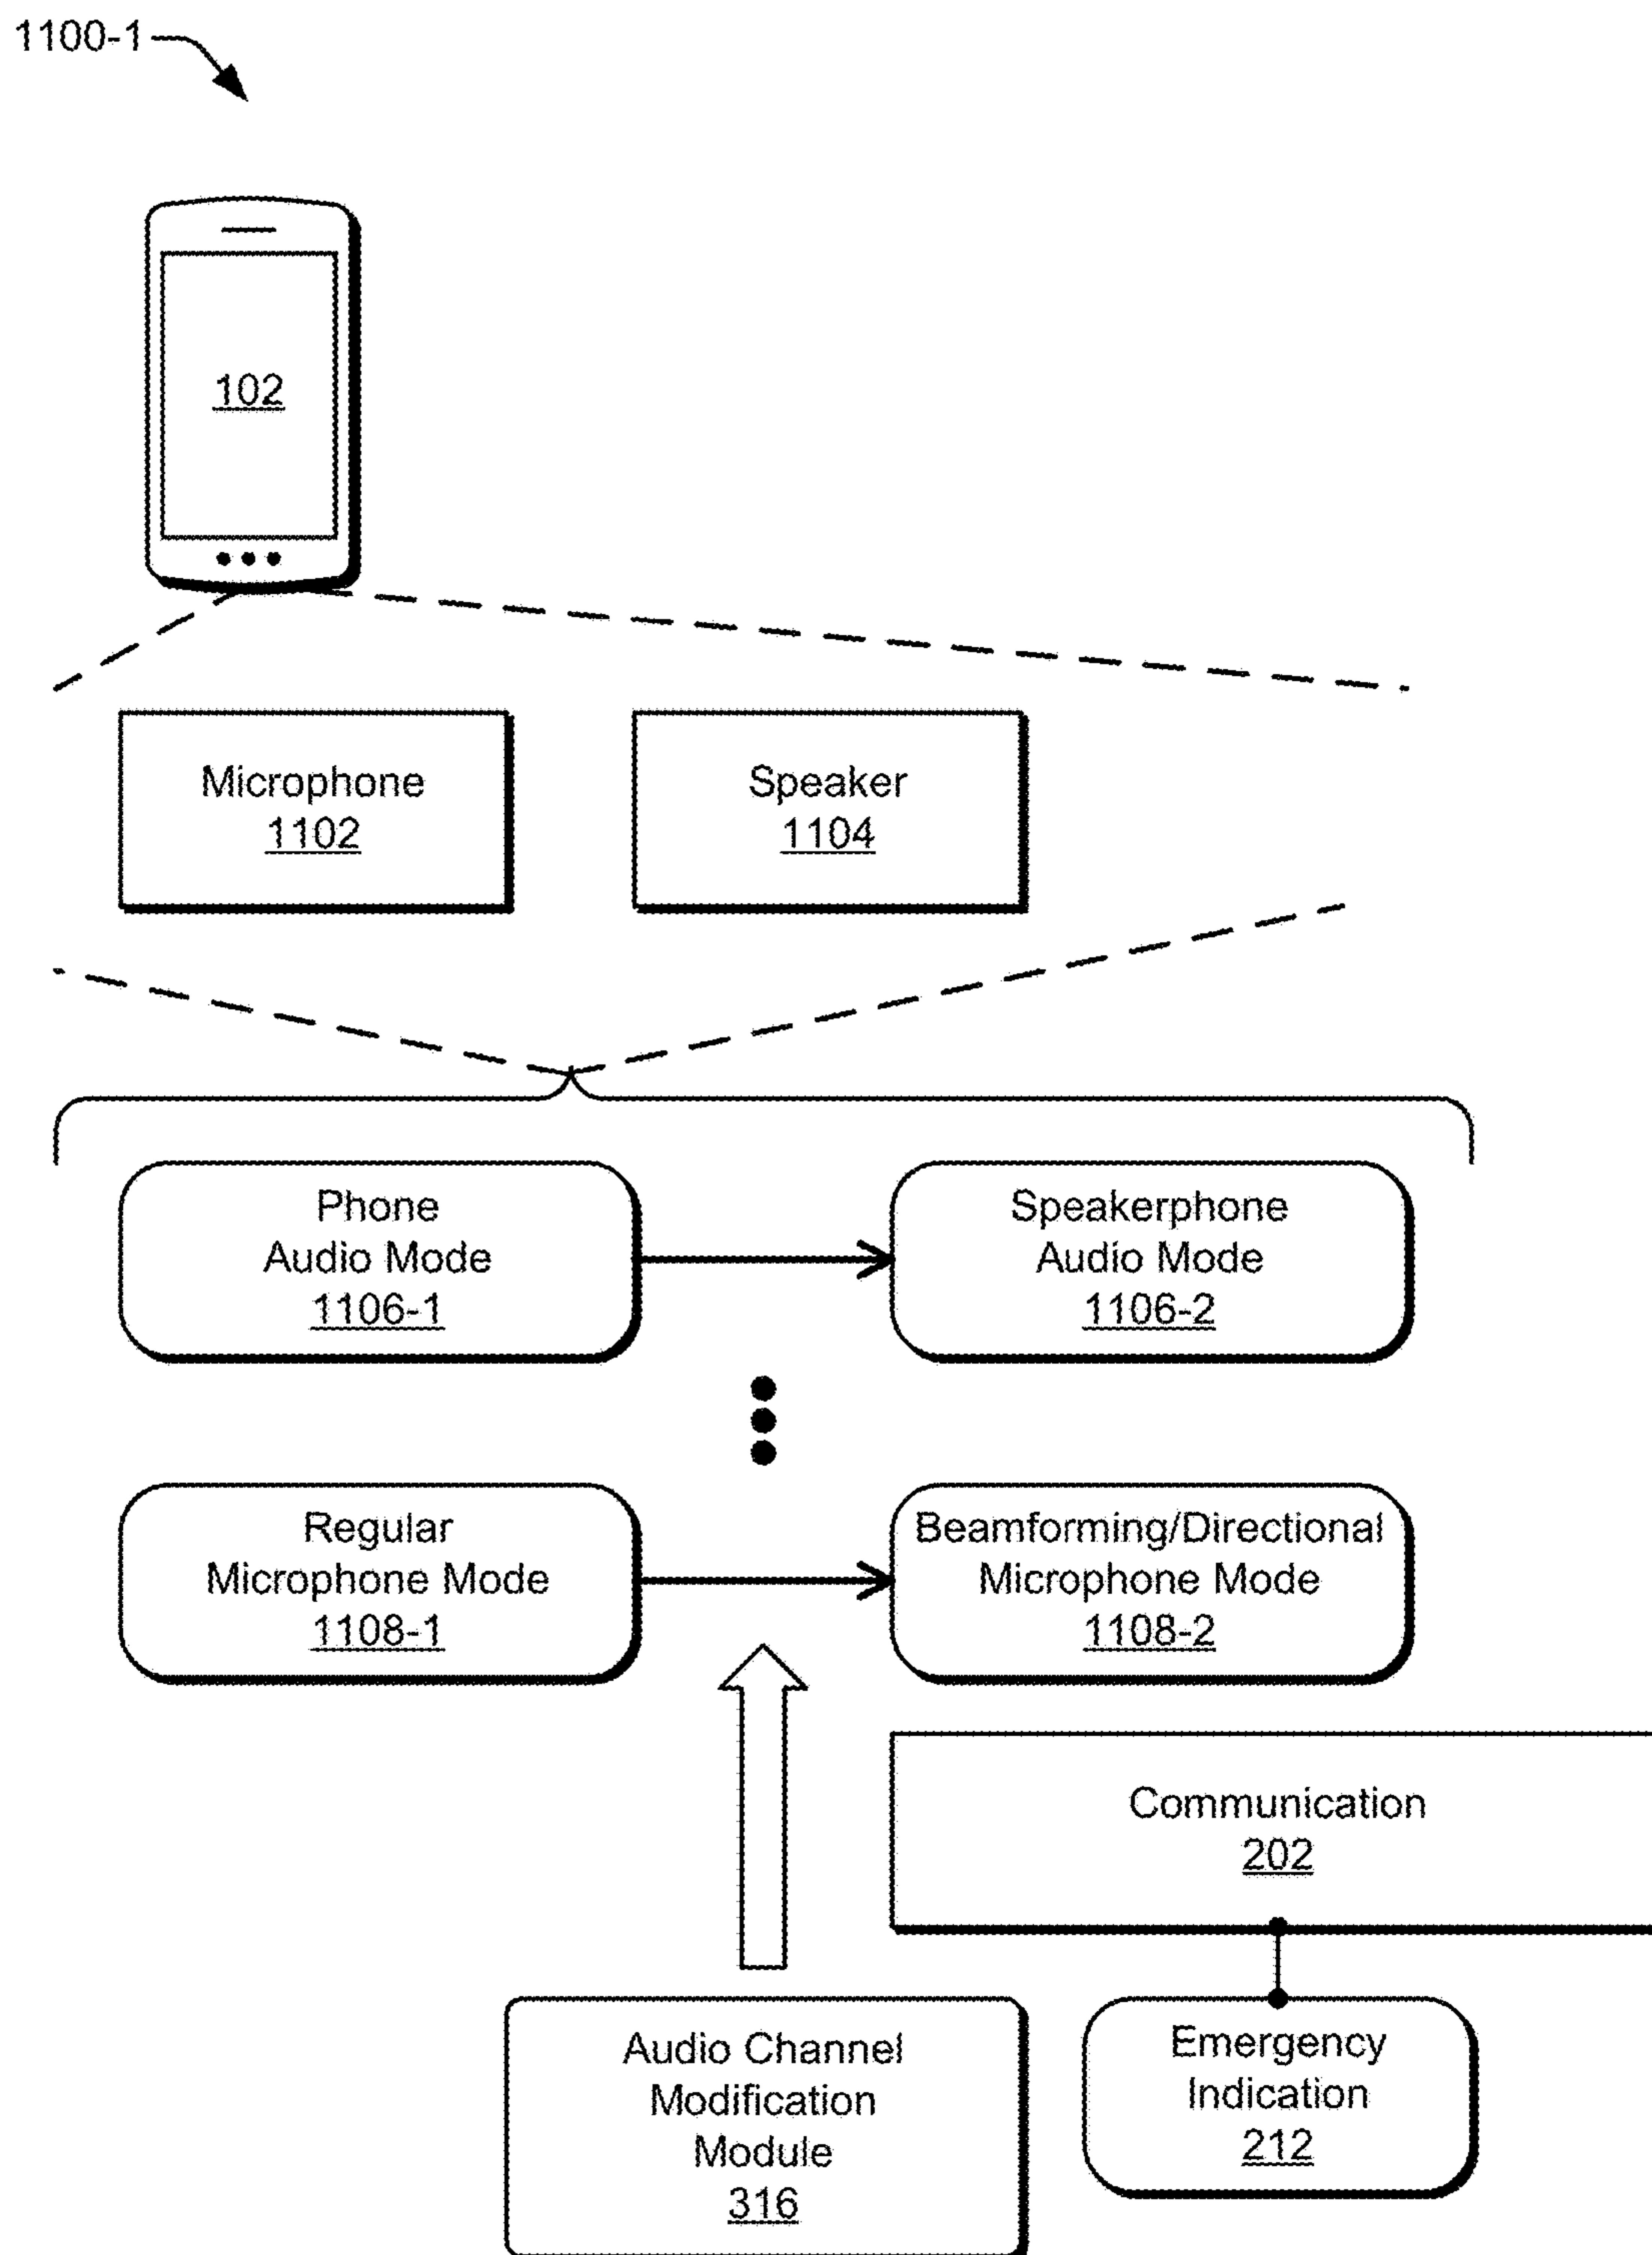 1100-1
102
Microphone
1102
Speaker
1104
Phone
Audio Mode
1106-1
Speakerphone
Audio Mode
1106-2
Regular
Microphone Mode
1108-1
Beamforming/Directional
Microphone Mode
1108-2
Communication
202
Audio Channel
Modification
Module
316
Emergency
Indication
212